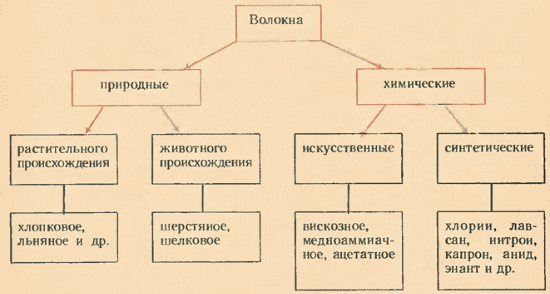 Волокна
природные
химические
растительного
происхождения
животного
происхождения
искусственные
синтетические
хлопковое,
льняное и др.
шерстяное,
шелковое
вискозное,
медноаммиач-
ное, ацетатное
хлорин, лав-
сан, иитрои,
капрон, анид,
энант и др.